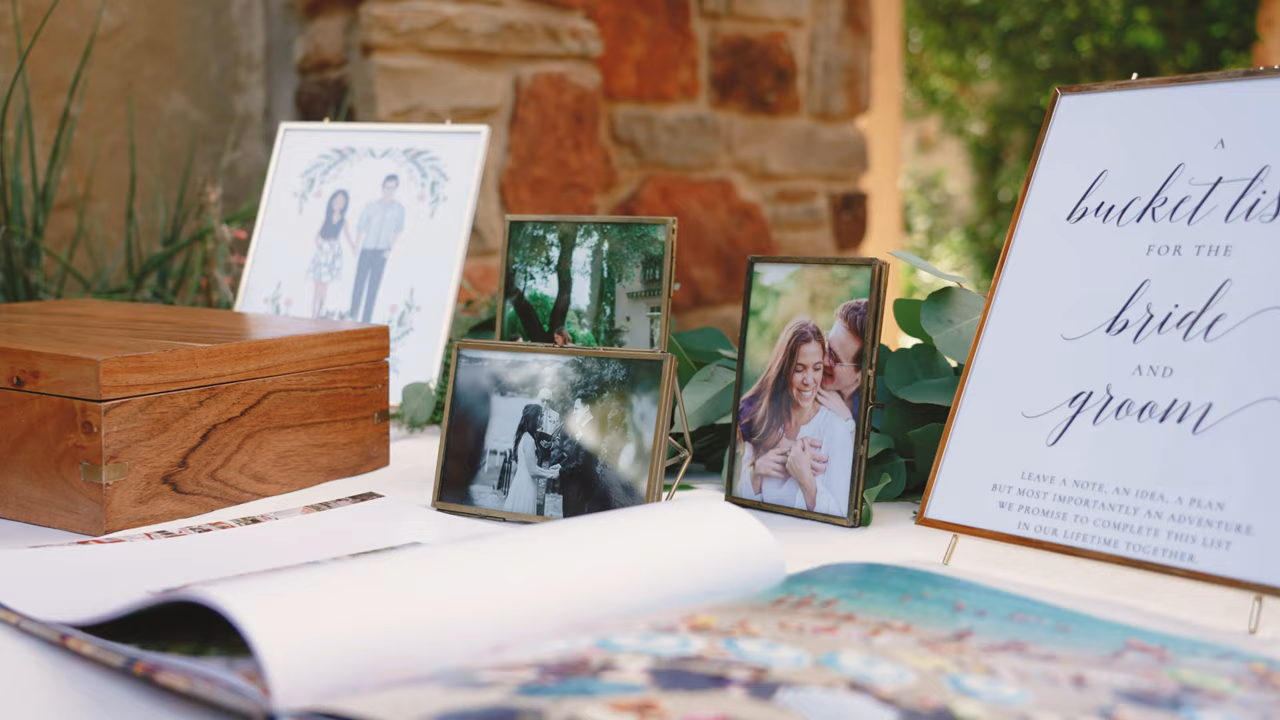 A
bucket lis
FOR THE
bride
AND
groom
LEAVE A NOTE, AN IDEA, A PLAN
BUT MOST IMPORTANTLY AN ADVENTURE.
WE PROMISE TO COMPLETE THIS LIST
IN OUR LIFETIME TOGETHER.